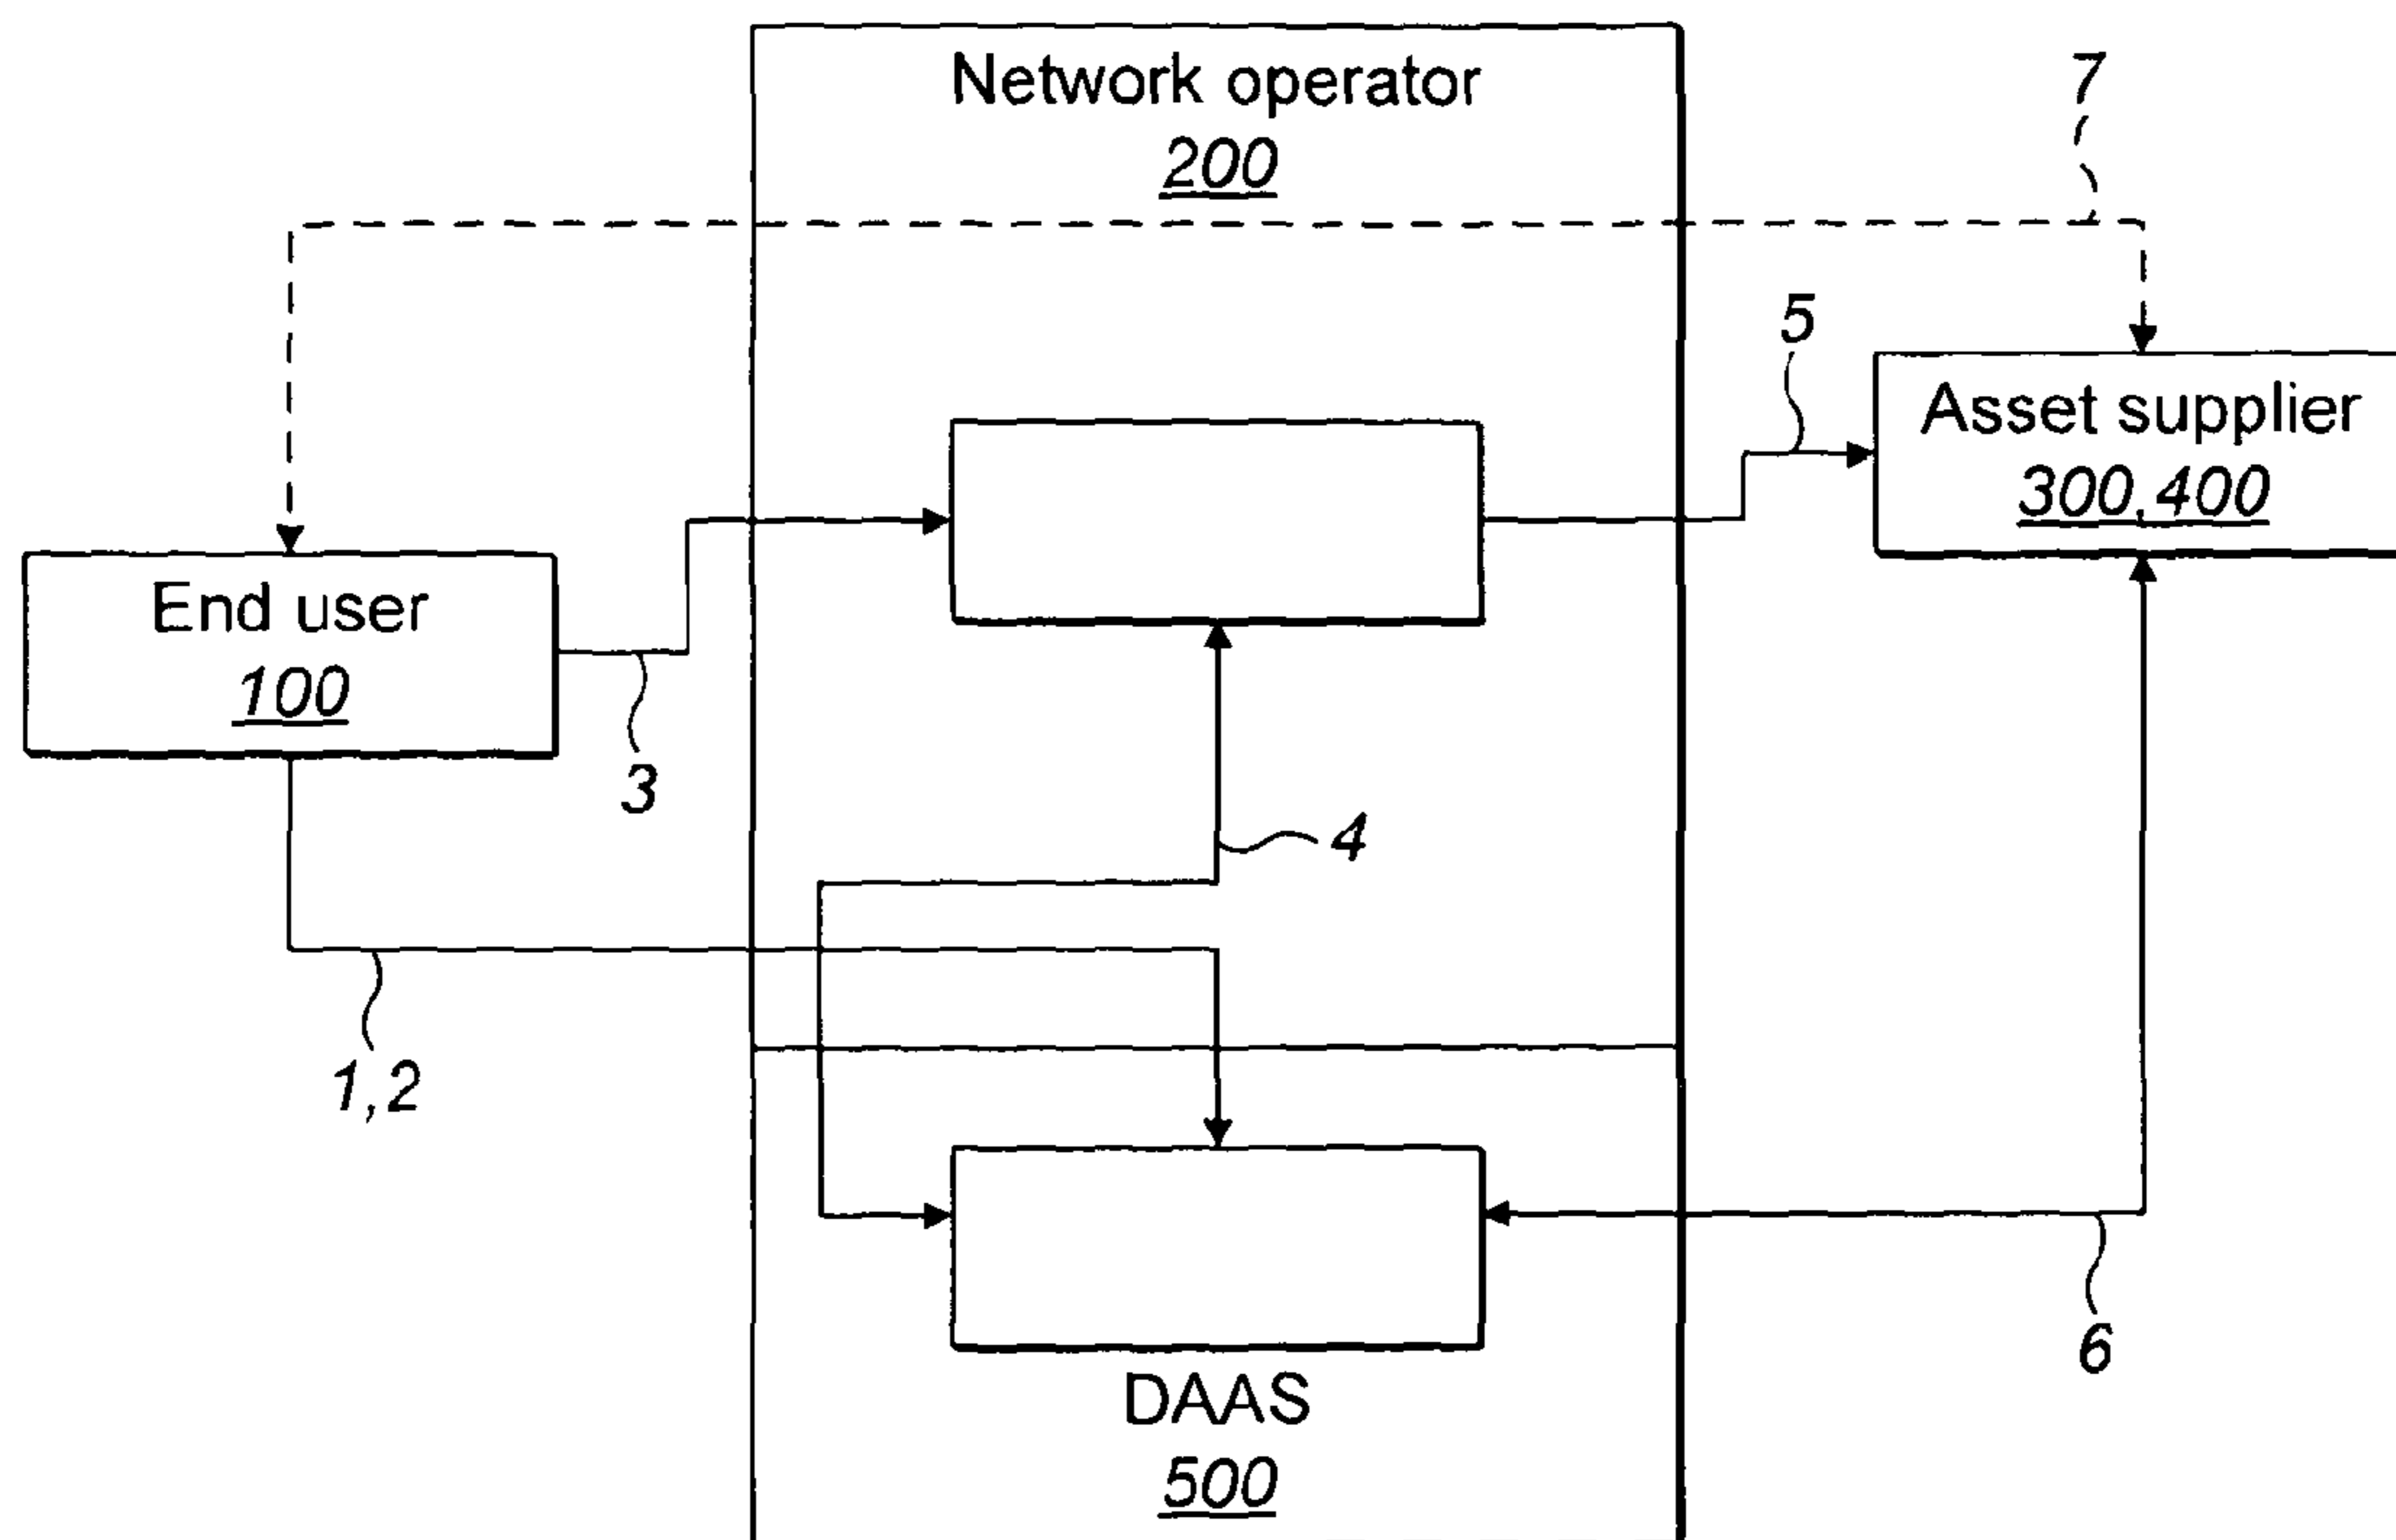 Network operator
200
7
5
Asset supplier
300,400
End user
100
3
4
1,2
6
DAAS
500